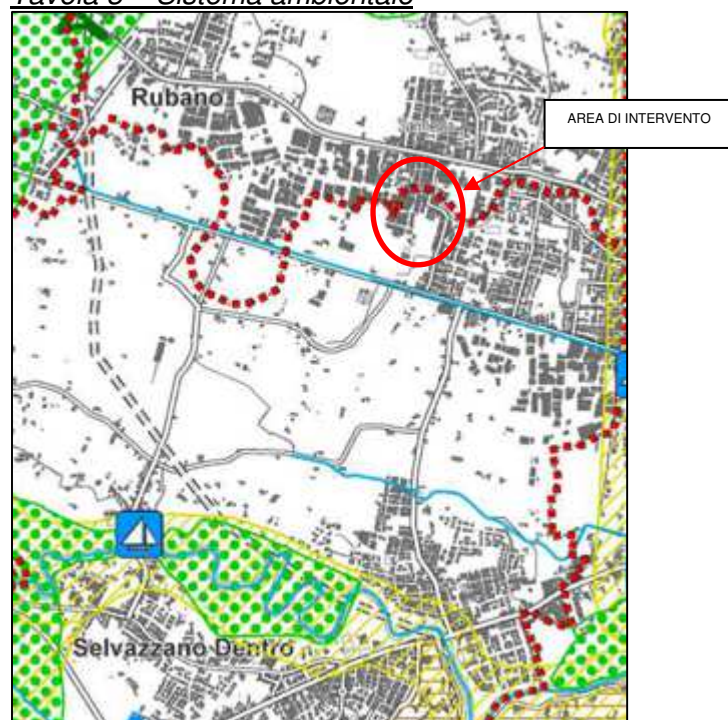 Tavola 3 – Sistema ambientale
Rubano
AREA DI INTERVENTO
Selvazzano Dentro